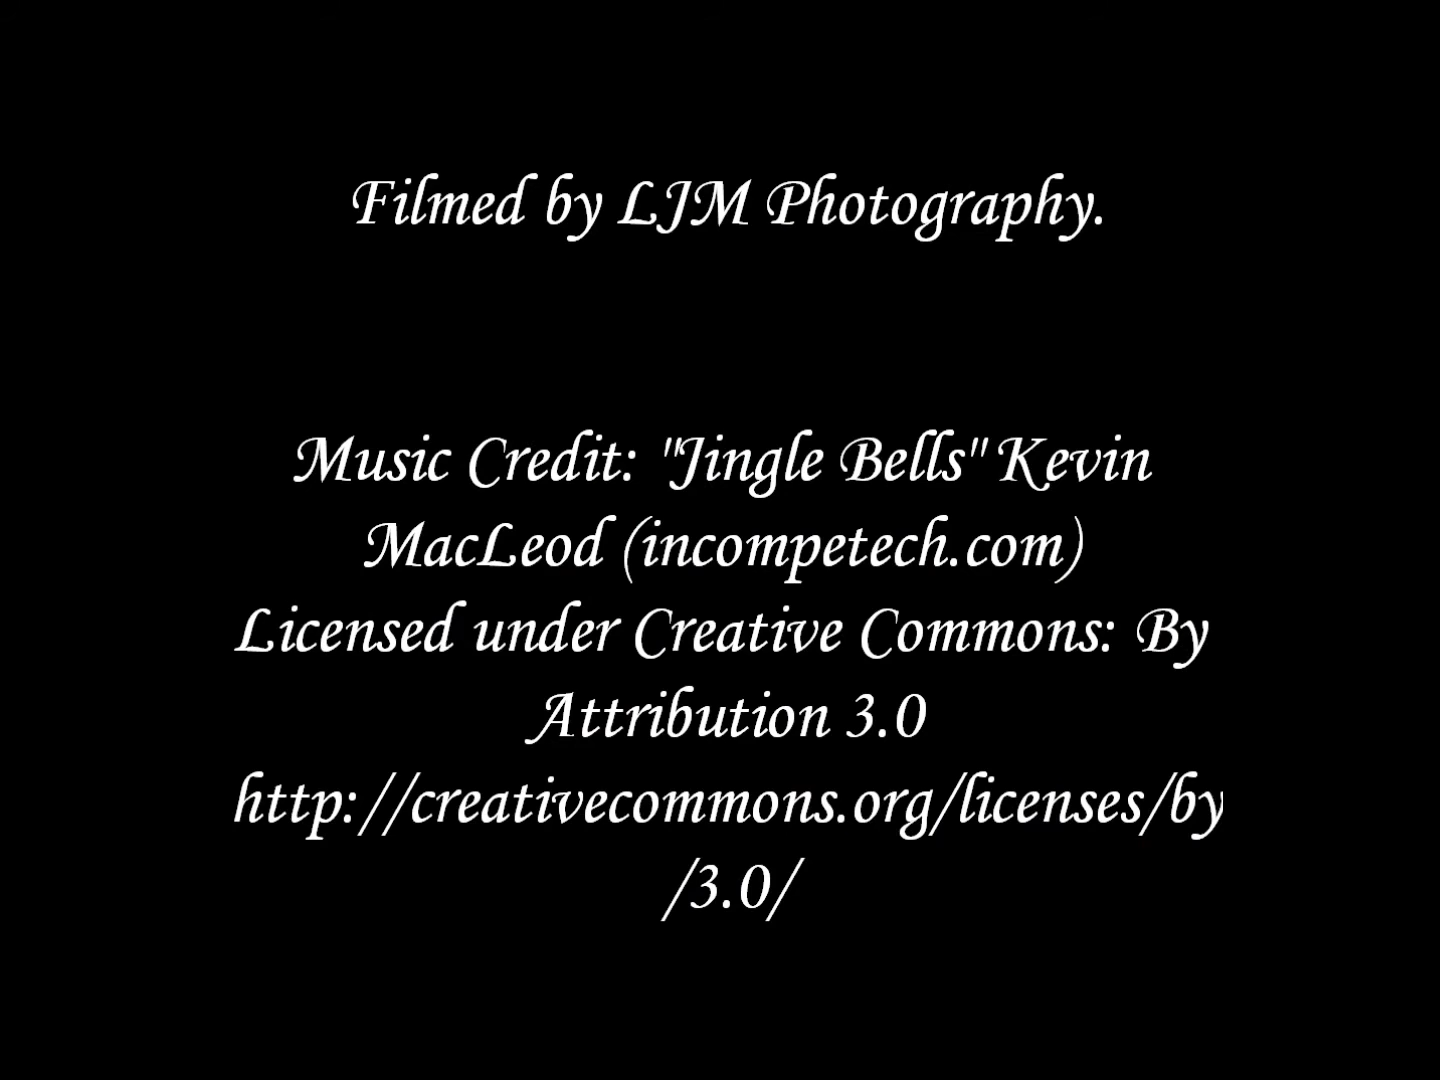 Filmed by LJM Photography.
Music Credit: "Jingle Bells" Kevin
MacLeod (incompetech.com)
Licensed under Creative Commons: By
Attribution 3.0
http://creativecommons.org/licenses/by
/3.0/